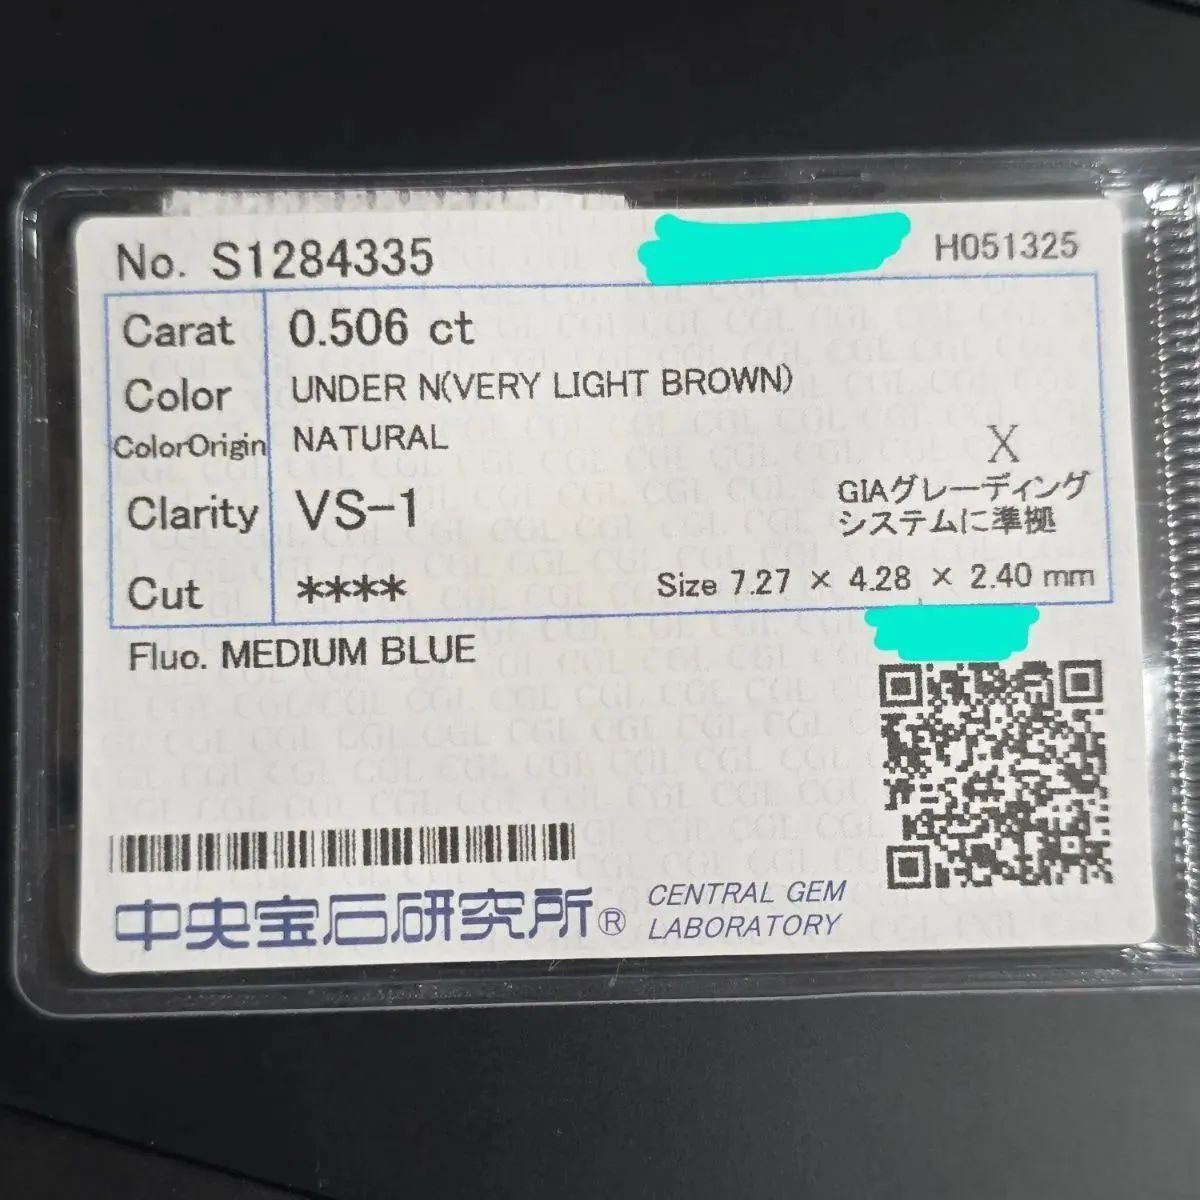 No. S1284335 H051325
Carat 0.506 ct
Color UNDER N(VERY LIGHT BROWN)
ColorOrigin NATURAL
X
Clarity VS-1
GIAグレーディング
システムに準拠
Cut ****
Size 7.27 × 4.28 × 2.40 mm
Fluo. MEDIUM BLUE
中央宝石研究所® CENTRAL GEM
LABORATORY